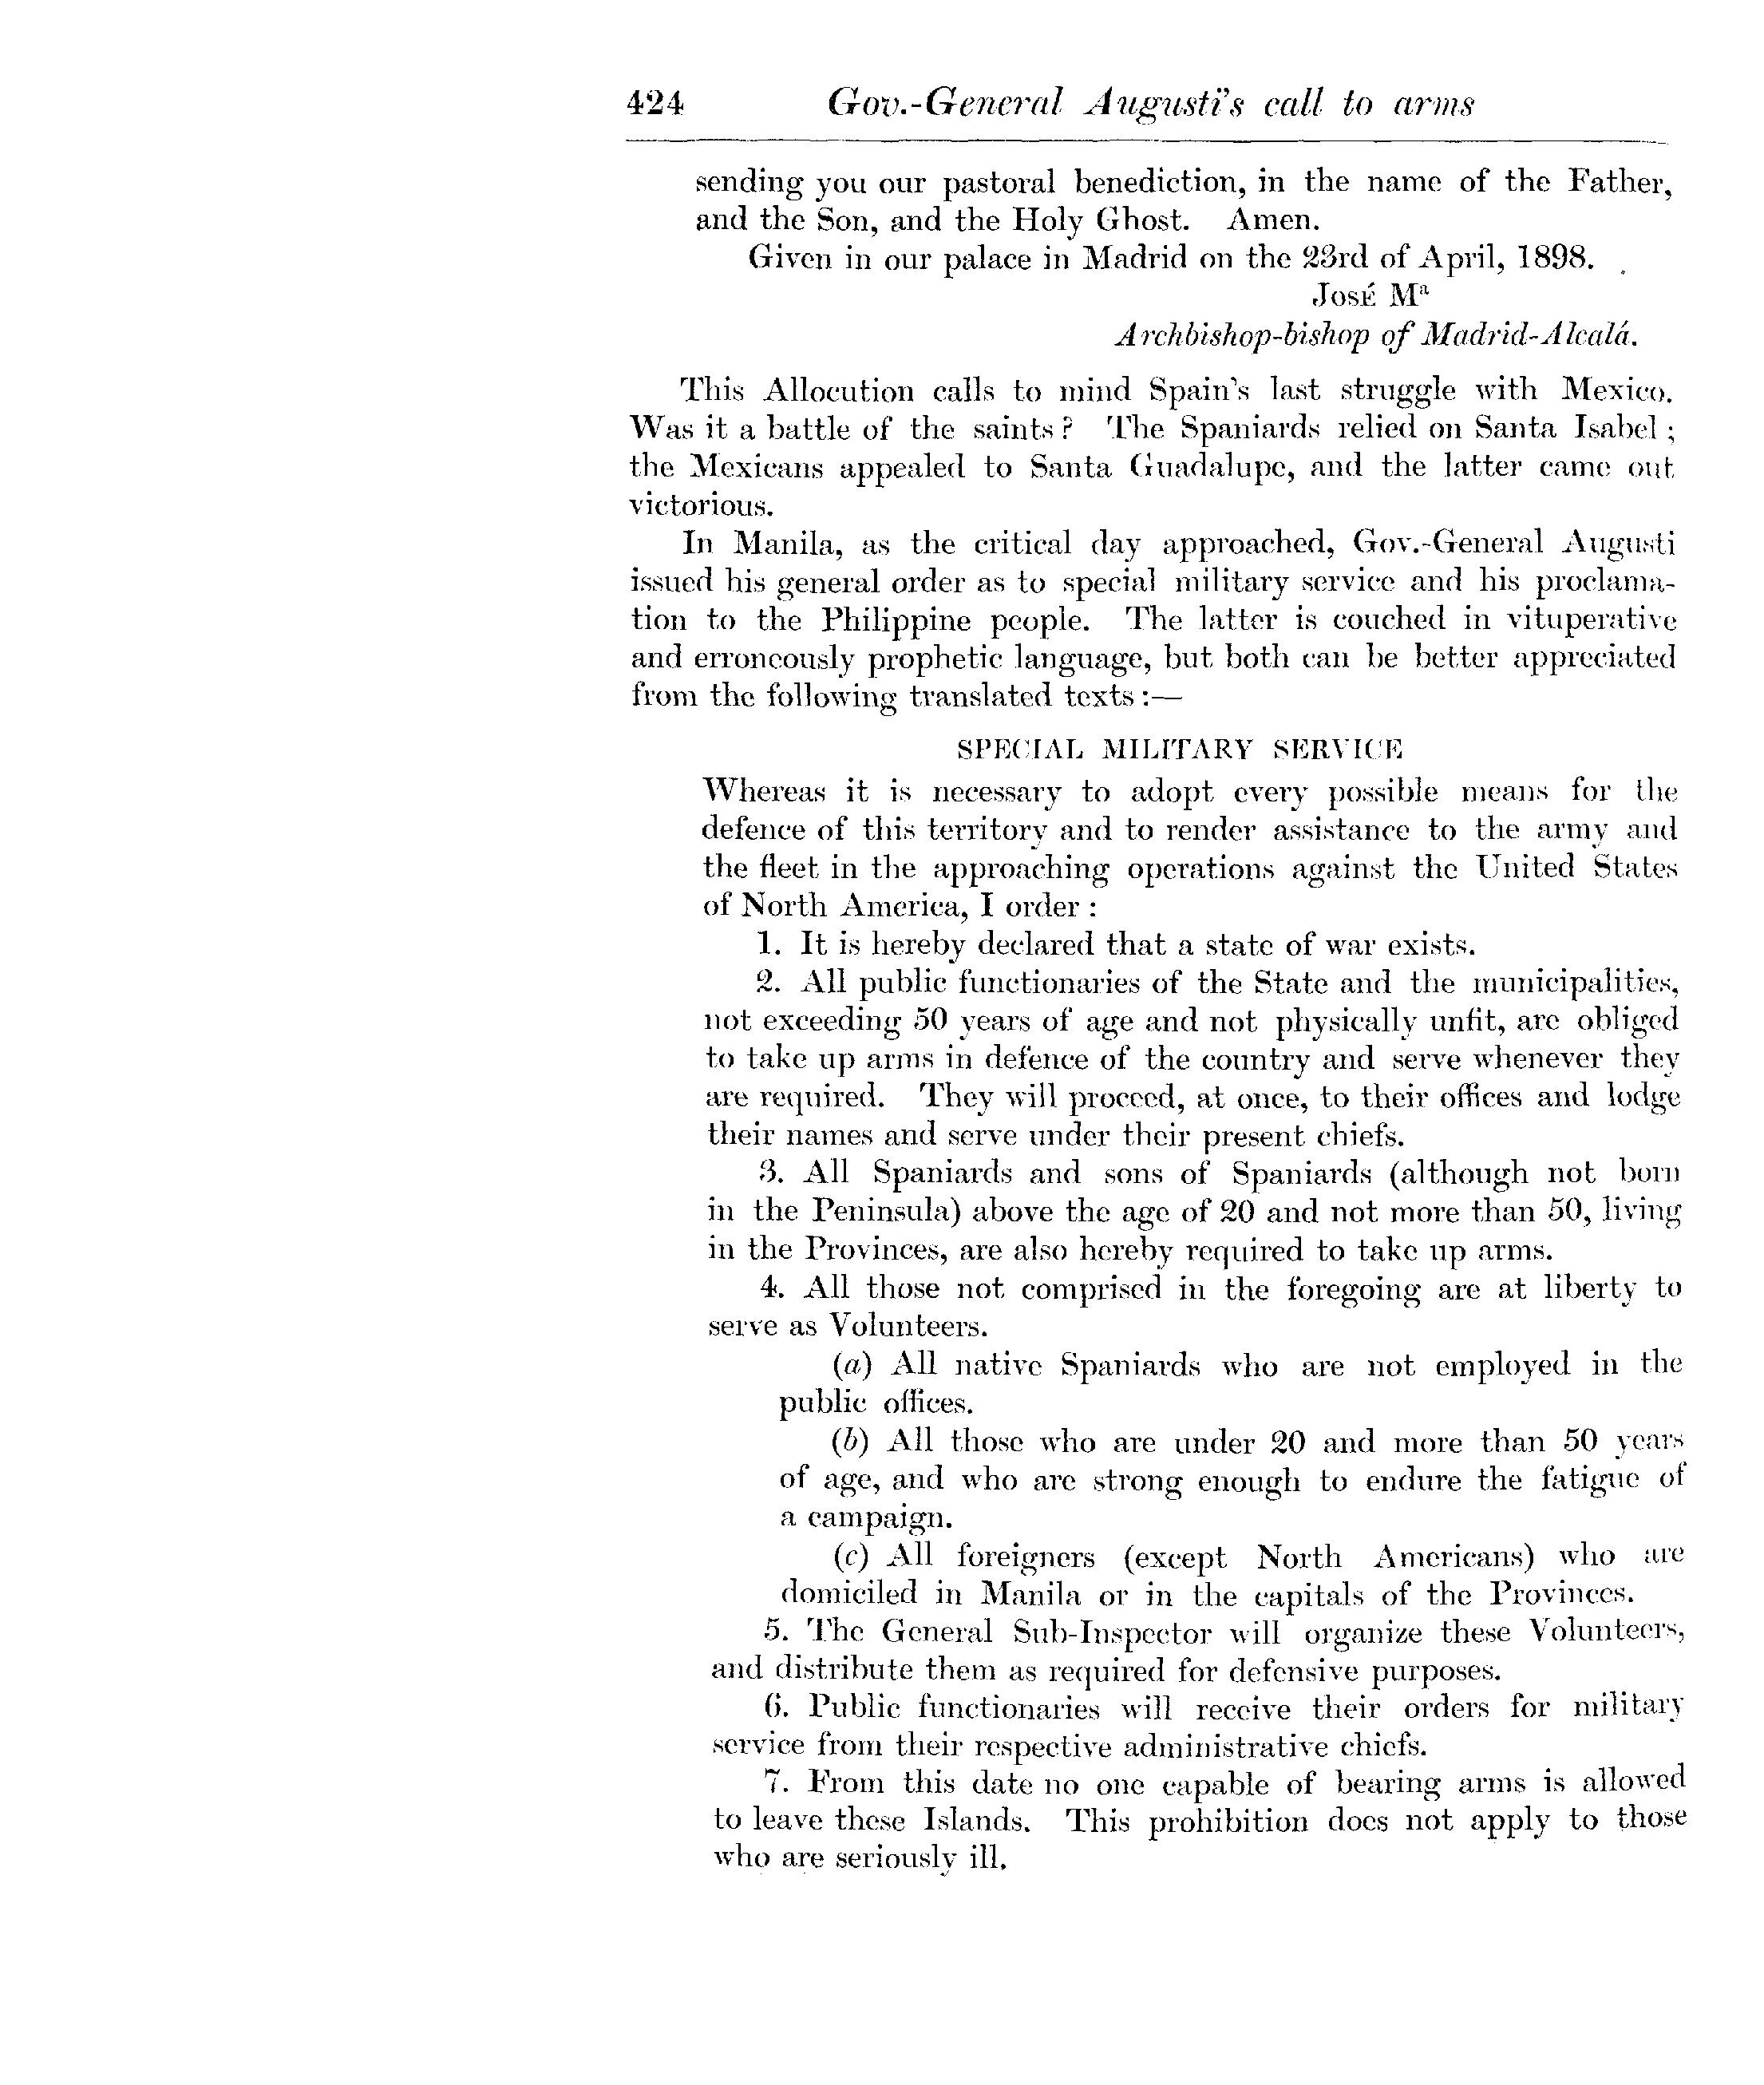 424 Gov.-General Augusti's call to arms
sending you our pastoral benediction, in the name of the Father,
and the Son, and the Holy Ghost. Amen.
Given in our palace in Madrid on the 23rd of April, 1898.
José Mª
Archbishop-bishop of Madrid-Alcalá.
This Allocution calls to mind Spain's last struggle with Mexico.
Was it a battle of the saints? The Spaniards relied on Santa Isabel;
the Mexicans appealed to Santa Guadalupe, and the latter came out
victorious.
In Manila, as the critical day approached, Gov.-General Augusti
issued his general order as to special military service and his proclama-
tion to the Philippine people. The latter is couched in vituperative
and erroneously prophetic language, but both can be better appreciated
from the following translated texts:—
SPECIAL MILITARY SERVICE
Whereas it is necessary to adopt every possible means for the
defence of this territory and to render assistance to the army and
the fleet in the approaching operations against the United States
of North America, I order:
1. It is hereby declared that a state of war exists.
2. All public functionaries of the State and the municipalities,
not exceeding 50 years of age and not physically unfit, are obliged
to take up arms in defence of the country and serve whenever they
are required. They will proceed, at once, to their offices and lodge
their names and serve under their present chiefs.
3. All Spaniards and sons of Spaniards (although not born
in the Peninsula) above the age of 20 and not more than 50, living
in the Provinces, are also hereby required to take up arms.
4. All those not comprised in the foregoing are at liberty to
serve as Volunteers.
(a) All native Spaniards who are not employed in the
public offices.
(b) All those who are under 20 and more than 50 years
of age, and who are strong enough to endure the fatigue of
a campaign.
(c) All foreigners (except North Americans) who are
domiciled in Manila or in the capitals of the Provinces.
5. The General Sub-Inspector will organize these Volunteers,
and distribute them as required for defensive purposes.
6. Public functionaries will receive their orders for military
service from their respective administrative chiefs.
7. From this date no one capable of bearing arms is allowed
to leave these Islands. This prohibition does not apply to those
who are seriously ill.